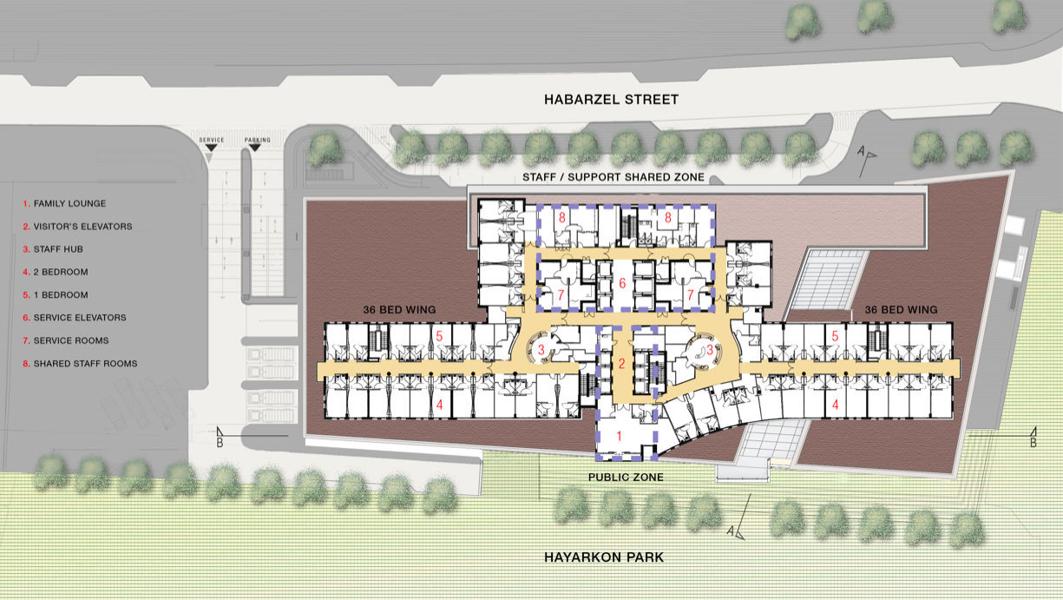 HABARZEL STREET
SERVICE
PARKING
A
STAFF / SUPPORT SHARED ZONE
1. FAMILY LOUNGE
2. VISITOR'S ELEVATORS
3. STAFF HUB
4. 2 BEDROOM
5. 1 BEDROOM
6. SERVICE ELEVATORS
7. SERVICE ROOMS
8. SHARED STAFF ROOMS
8
8
6
7
7
36 BED WING
36 BED WING
5
5
3
3
2
4
4
1
B
B
PUBLIC ZONE
A
HAYARKON PARK